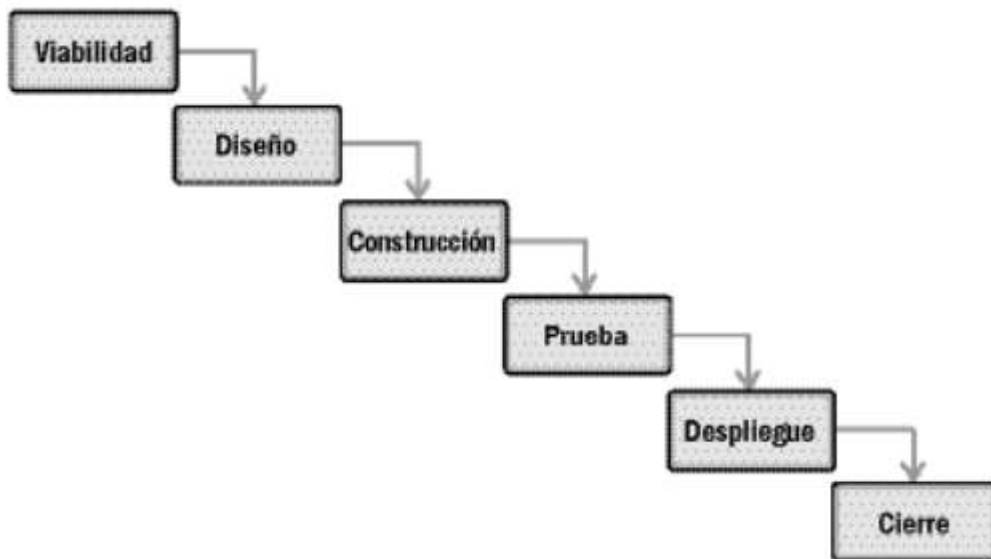 Viabilidad
Diseño
Construcción
Prueba
Despliegue
Cierre